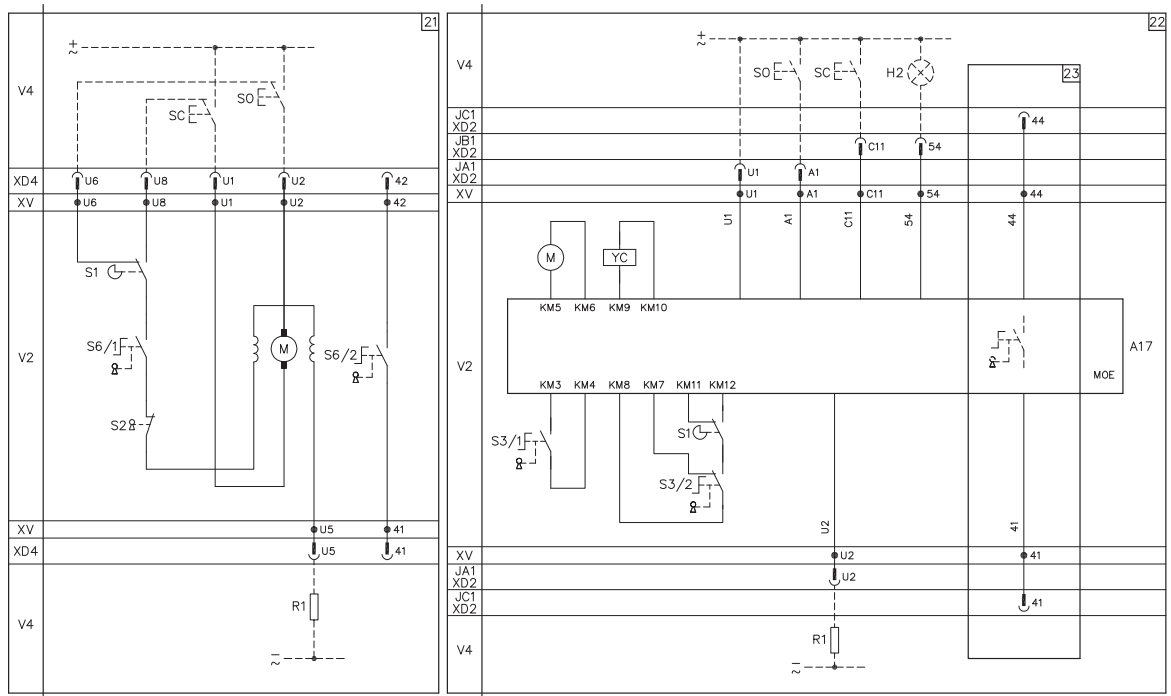 21
V4
SO
SC
XD4 U6 U8 U1 U2 42
XV U6 U8 U1 U2 42
V2
S1
S6/1
S2
M
S6/2
XV U5 41
XD4 U5 41
V4
R1
22
V4
SO SC H2
23
JC1
XD2
44
JB1
XD2
C11 54
JA1
XD2
U1 A1
XV U1 A1 C11 54 44
U1 A1 C11 54 44
V2
M YC
KM5 KM6 KM9 KM10
A17
MOE
KM3 KM4 KM8 KM7 KM11 KM12
S3/1
S1
S3/2
U2 41
XV U2 41
JA1
XD2
U2
JC1
XD2
41
V4
R1